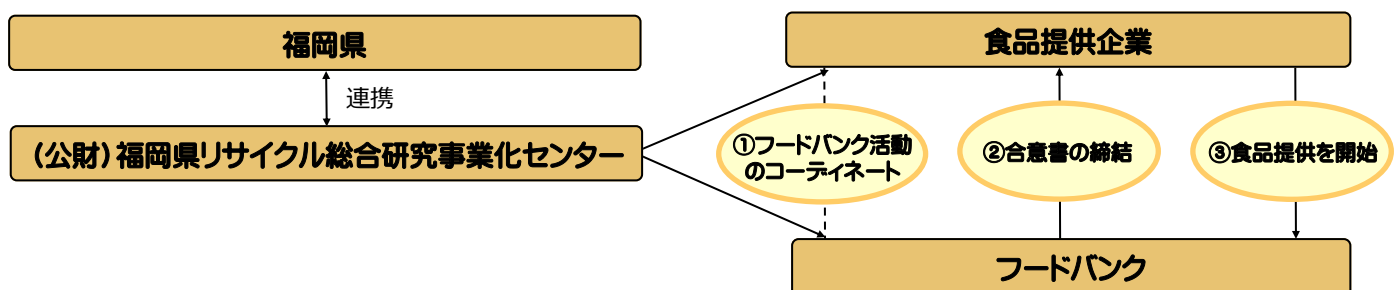 福岡県
連携
(公財)福岡県リサイクル総合研究事業化センター
食品提供企業
①フードバンク活動
のコーディネート
②合意書の締結
③食品提供を開始
フードバンク